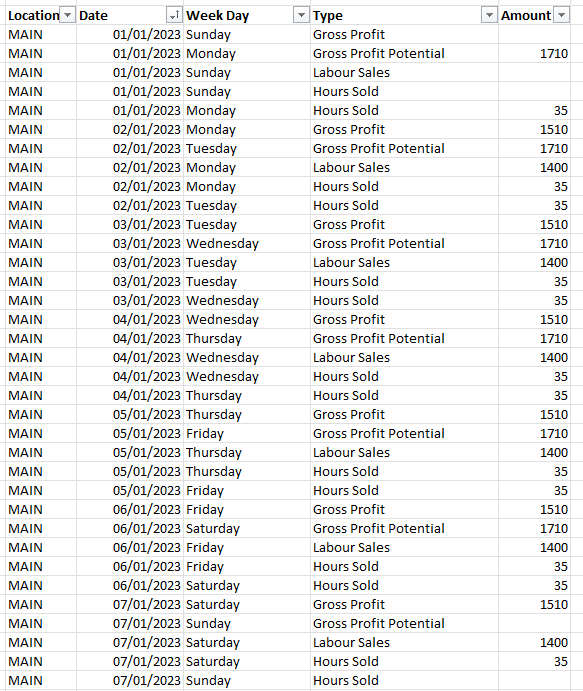 Location Date Week Day Type Amount
MAIN 01/01/2023 Sunday Gross Profit
MAIN 01/01/2023 Monday Gross Profit Potential 1710
MAIN 01/01/2023 Sunday Labour Sales
MAIN 01/01/2023 Sunday Hours Sold
MAIN 01/01/2023 Monday Hours Sold 35
MAIN 02/01/2023 Monday Gross Profit 1510
MAIN 02/01/2023 Tuesday Gross Profit Potential 1710
MAIN 02/01/2023 Monday Labour Sales 1400
MAIN 02/01/2023 Monday Hours Sold 35
MAIN 02/01/2023 Tuesday Hours Sold 35
MAIN 03/01/2023 Tuesday Gross Profit 1510
MAIN 03/01/2023 Wednesday Gross Profit Potential 1710
MAIN 03/01/2023 Tuesday Labour Sales 1400
MAIN 03/01/2023 Tuesday Hours Sold 35
MAIN 03/01/2023 Wednesday Hours Sold 35
MAIN 04/01/2023 Wednesday Gross Profit 1510
MAIN 04/01/2023 Thursday Gross Profit Potential 1710
MAIN 04/01/2023 Wednesday Labour Sales 1400
MAIN 04/01/2023 Wednesday Hours Sold 35
MAIN 04/01/2023 Thursday Hours Sold 35
MAIN 05/01/2023 Thursday Gross Profit 1510
MAIN 05/01/2023 Friday Gross Profit Potential 1710
MAIN 05/01/2023 Thursday Labour Sales 1400
MAIN 05/01/2023 Thursday Hours Sold 35
MAIN 05/01/2023 Friday Hours Sold 35
MAIN 06/01/2023 Friday Gross Profit 1510
MAIN 06/01/2023 Saturday Gross Profit Potential 1710
MAIN 06/01/2023 Friday Labour Sales 1400
MAIN 06/01/2023 Friday Hours Sold 35
MAIN 06/01/2023 Saturday Hours Sold 35
MAIN 07/01/2023 Saturday Gross Profit 1510
MAIN 07/01/2023 Sunday Gross Profit Potential
MAIN 07/01/2023 Saturday Labour Sales 1400
MAIN 07/01/2023 Saturday Hours Sold 35
MAIN 07/01/2023 Sunday Hours Sold